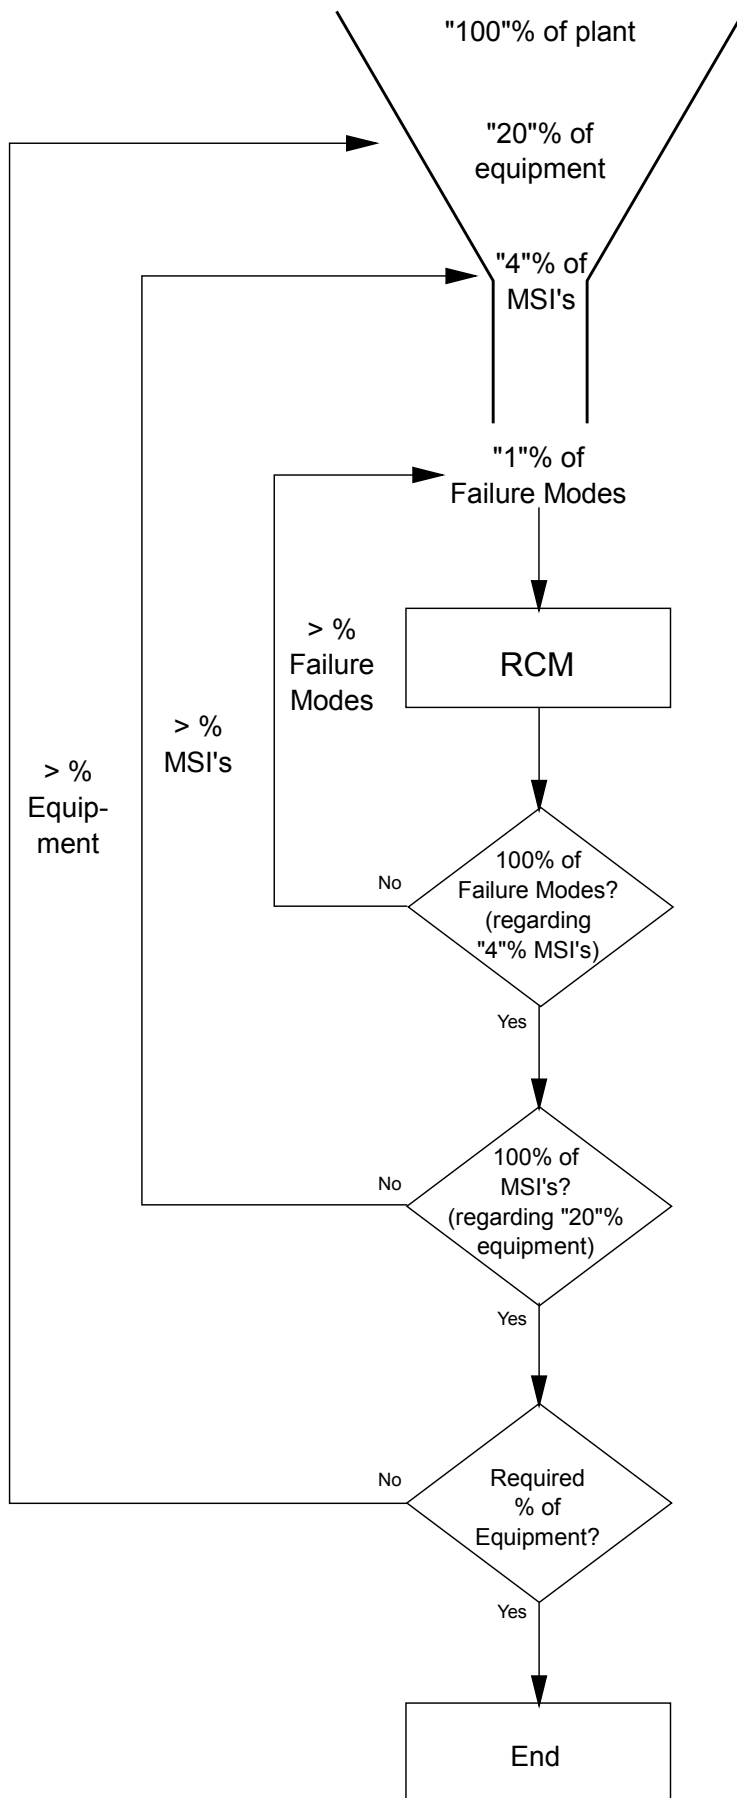 "100"% of plant
"20"% of
equipment
"4"% of
MSI's
"1"% of
Failure Modes
> %
Failure
Modes
RCM
> %
MSI's
> %
Equip-
ment
100% of
Failure Modes?
(regarding
"4"% MSI's)
No
Yes
100% of
MSI's?
(regarding "20"%
equipment)
No
Yes
Required
% of
Equipment?
No
Yes
End